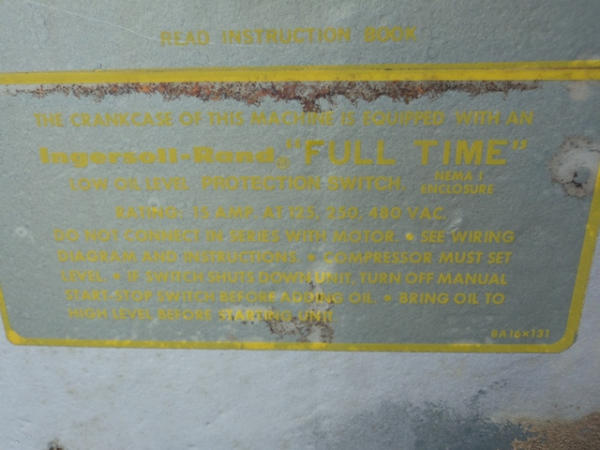 READ INSTRUCTION BOOK
THE CRANKCASE OF THIS MACHINE IS EQUIPPED WITH AN
Ingersoll-Rand "FULL TIME"
LOW OIL LEVEL PROTECTION SWITCH. NEMA 1 ENCLOSURE
RATING: 15 AMP. AT 125, 250, 480 VAC.
DO NOT CONNECT IN SERIES WITH MOTOR. • SEE WIRING
DIAGRAM AND INSTRUCTIONS. • COMPRESSOR MUST SET
LEVEL. • IF SWITCH SHUTS DOWN UNIT, TURN OFF MANUAL
START-STOP SWITCH BEFORE ADDING OIL. • BRING OIL TO
HIGH LEVEL BEFORE STARTING UNIT
BA16×131